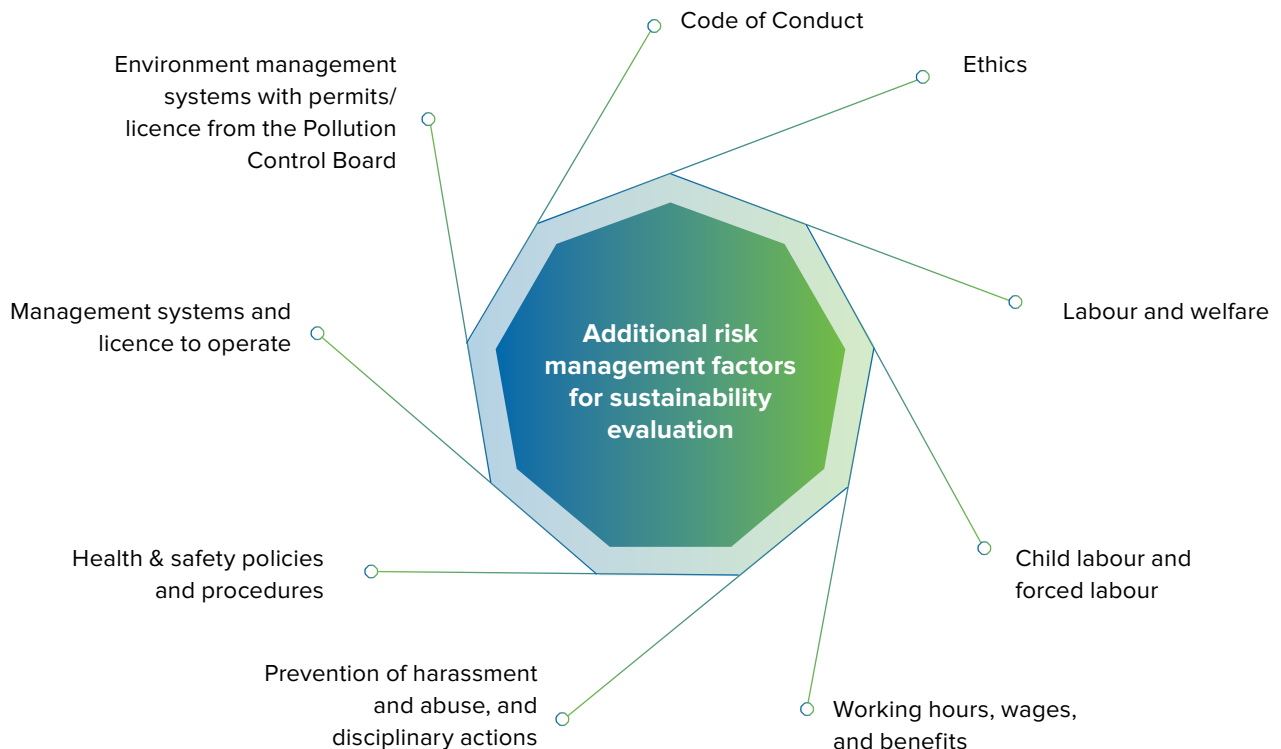 Code of Conduct
Ethics
Environment management
systems with permits/
licence from the Pollution
Control Board
Management systems and
licence to operate
Additional risk
management factors
for sustainability
evaluation
Labour and welfare
Health & safety policies
and procedures
Child labour and
forced labour
Prevention of harassment
and abuse, and
disciplinary actions
Working hours, wages,
and benefits